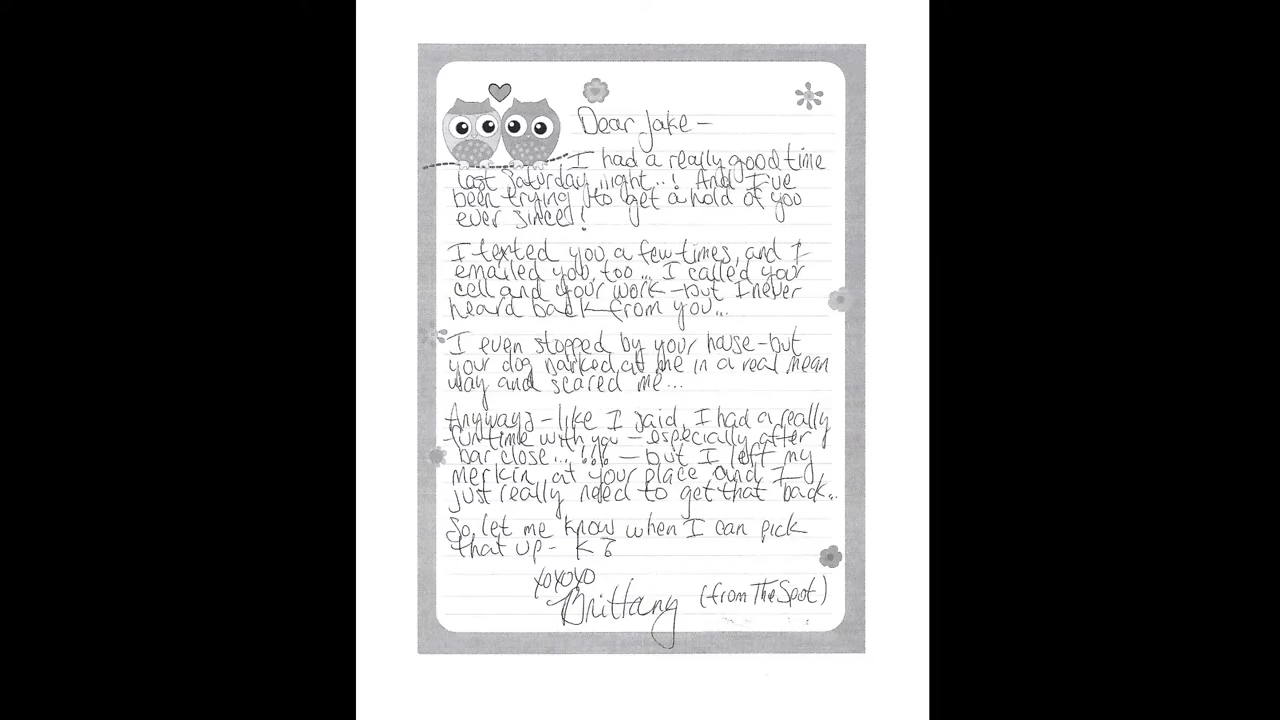 Dear Jake -
I had a really good time
last Saturday night..! And I've
been trying to get a hold of you
ever since!
I texted you a few times, and I
emailed you, too... I called your
cell and your work - but I never
heard back from you...
I even stopped by your house - but
your dog barked at me in a real mean
way and scared me...
Anyways - like I said, I had a really
fun time with you - especially after
bar close...!!! - but I left my
merkin at your place and I
just really need to get that back...
So, let me know when I can pick
that up - K?
xoxoxo
Brittany (from The Spot)